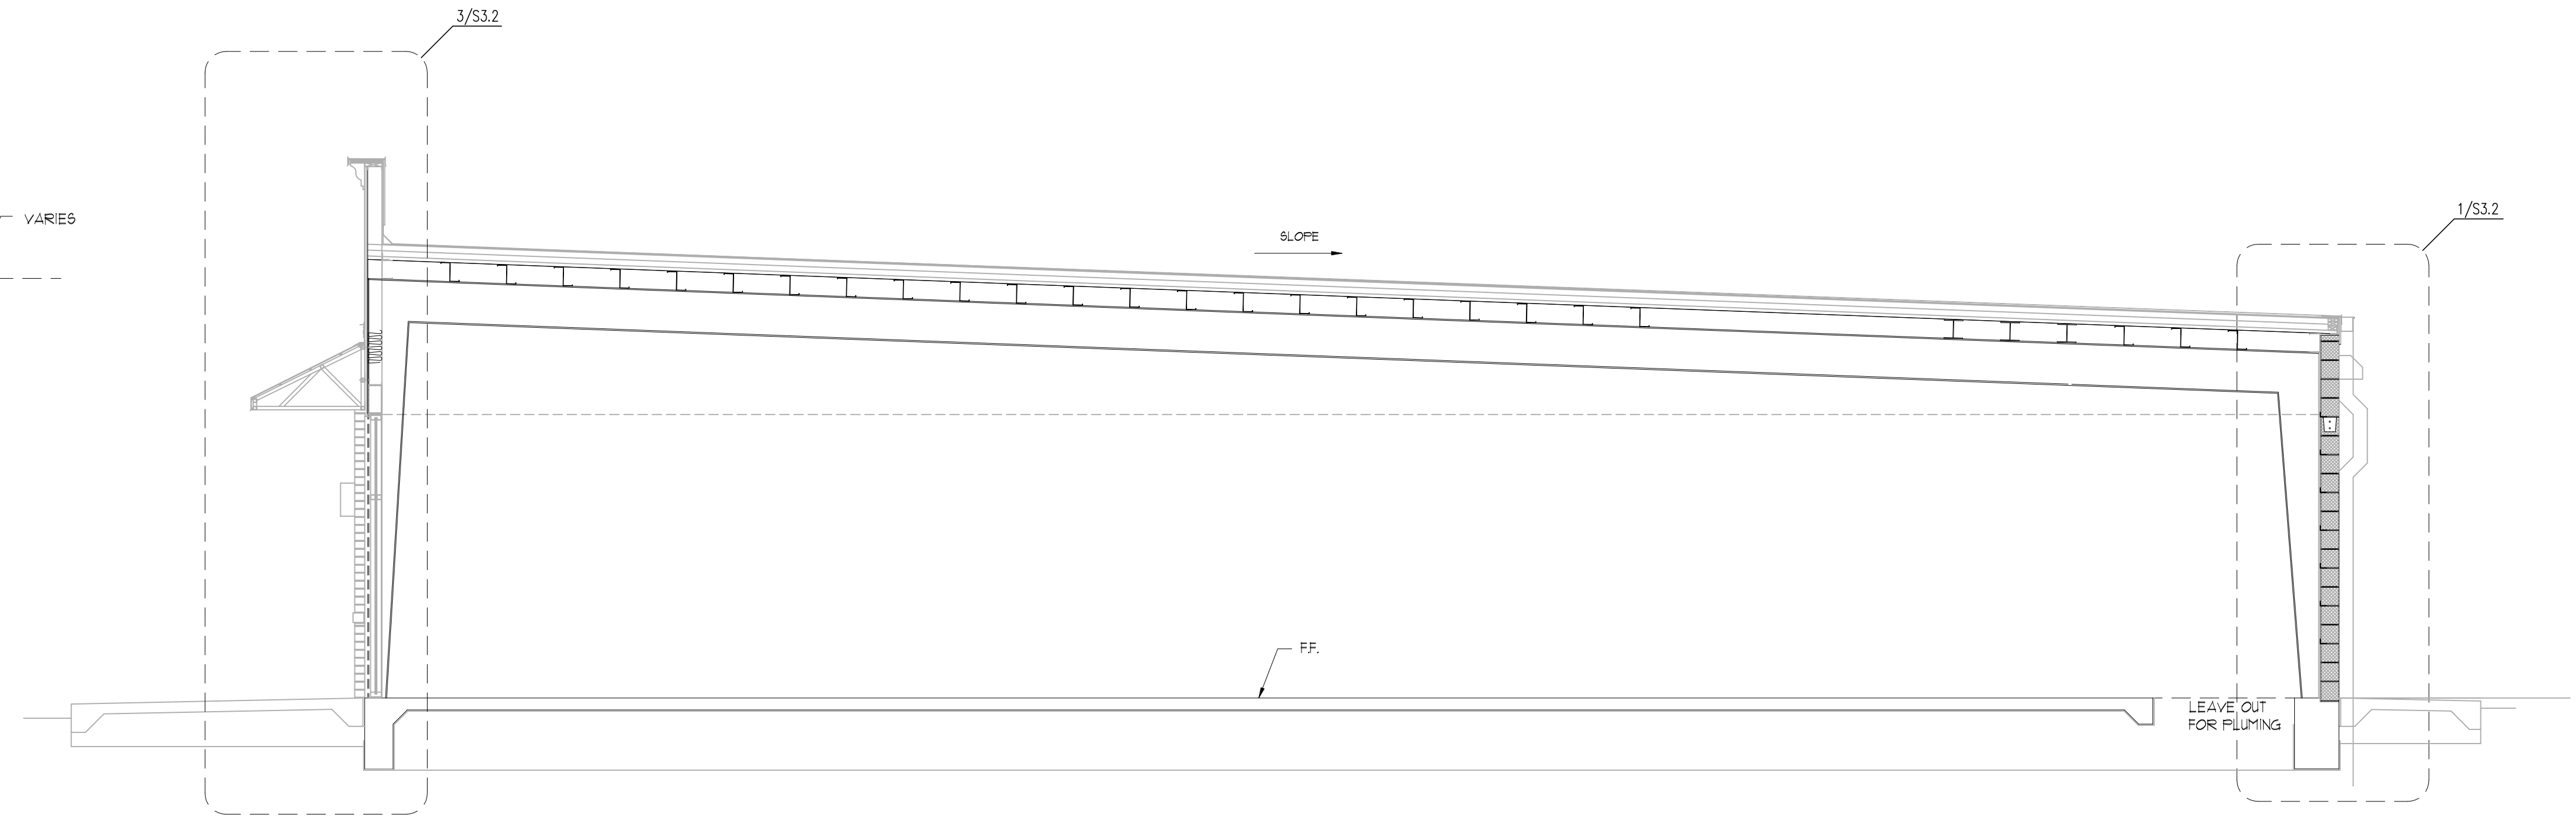 3/S3.2
VARIES
1/S3.2
SLOPE
F.F.
LEAVE OUT
FOR PLUMING